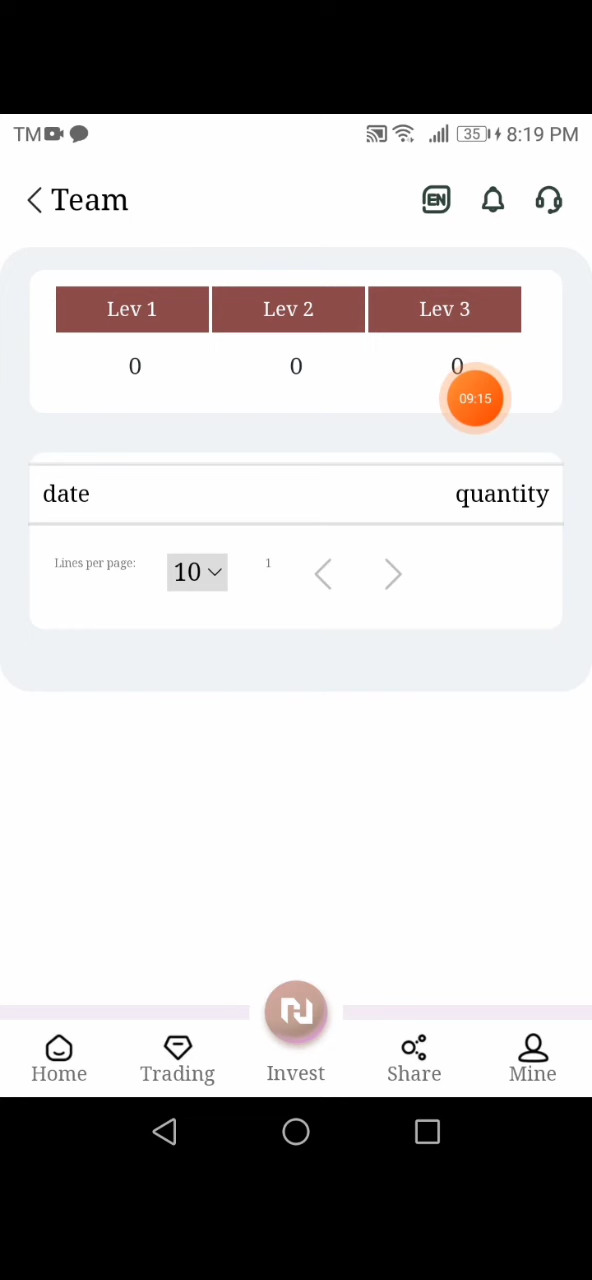 TM 35 8:19 PM
Team EN
Lev 1 Lev 2 Lev 3
0 0 0
09:15
date quantity
Lines per page: 10 1
Home Trading Invest Share Mine